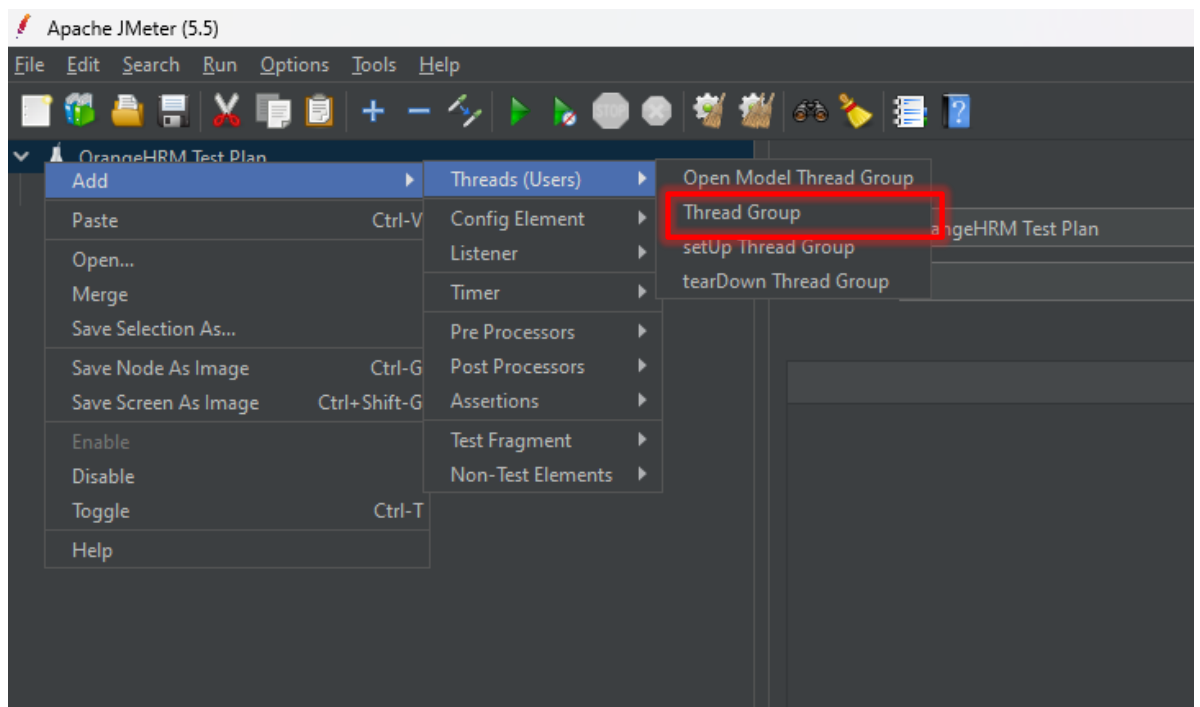 Apache JMeter (5.5)
File Edit Search Run Options Tools Help
STOP
OrangeHRM Test Plan
Add
Paste Ctrl-V
Open...
Merge
Save Selection As...
Save Node As Image Ctrl-G
Save Screen As Image Ctrl+Shift-G
Enable
Disable
Toggle Ctrl-T
Help
Threads (Users)
Config Element
Listener
Timer
Pre Processors
Post Processors
Assertions
Test Fragment
Non-Test Elements
Open Model Thread Group
Thread Group
setUp Thread Group
tearDown Thread Group
angeHRM Test Plan